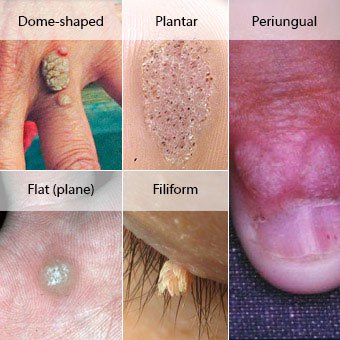 Dome-shaped
Plantar
Periungual
Flat (plane)
Filiform